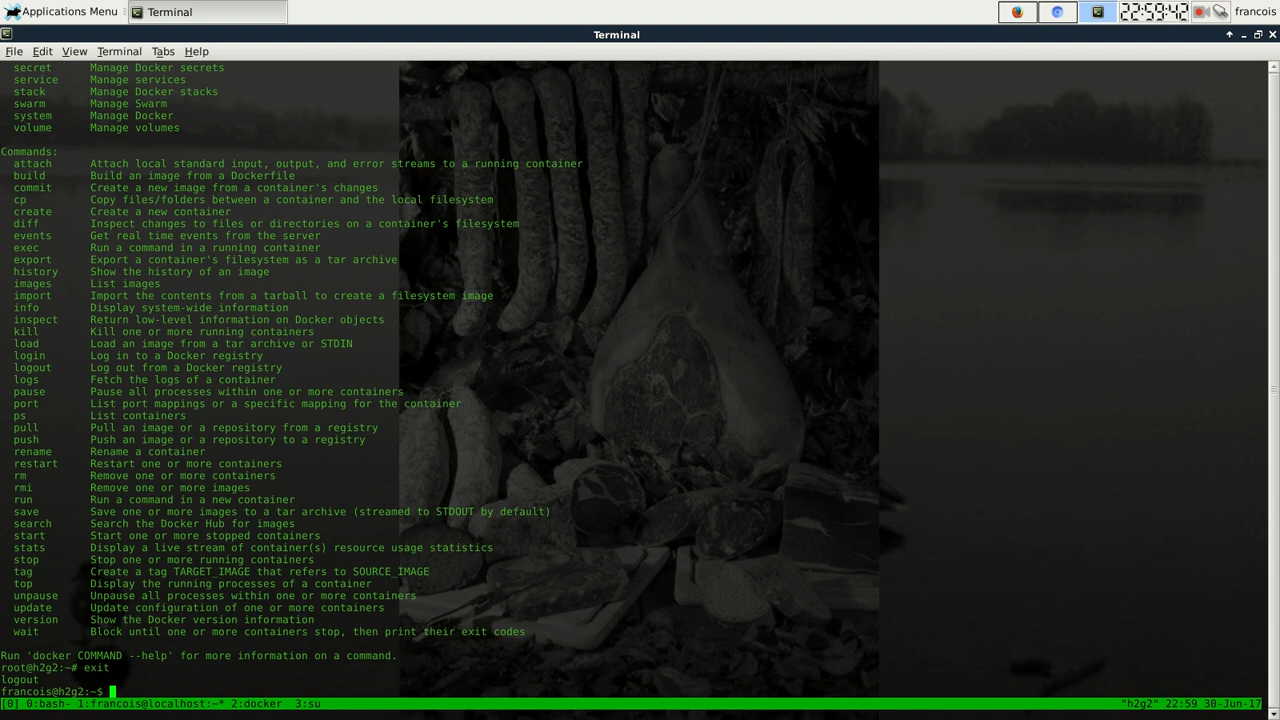 Applications Menu Terminal 22:59:42 francois
Terminal
File Edit View Terminal Tabs Help
secret Manage Docker secrets
service Manage services
stack Manage Docker stacks
swarm Manage Swarm
system Manage Docker
volume Manage volumes
Commands:
attach Attach local standard input, output, and error streams to a running container
build Build an image from a Dockerfile
commit Create a new image from a container's changes
cp Copy files/folders between a container and the local filesystem
create Create a new container
diff Inspect changes to files or directories on a container's filesystem
events Get real time events from the server
exec Run a command in a running container
export Export a container's filesystem as a tar archive
history Show the history of an image
images List images
import Import the contents from a tarball to create a filesystem image
info Display system-wide information
inspect Return low-level information on Docker objects
kill Kill one or more running containers
load Load an image from a tar archive or STDIN
login Log in to a Docker registry
logout Log out from a Docker registry
logs Fetch the logs of a container
pause Pause all processes within one or more containers
port List port mappings or a specific mapping for the container
ps List containers
pull Pull an image or a repository from a registry
push Push an image or a repository to a registry
rename Rename a container
restart Restart one or more containers
rm Remove one or more containers
rmi Remove one or more images
run Run a command in a new container
save Save one or more images to a tar archive (streamed to STDOUT by default)
search Search the Docker Hub for images
start Start one or more stopped containers
stats Display a live stream of container(s) resource usage statistics
stop Stop one or more running containers
tag Create a tag TARGET_IMAGE that refers to SOURCE_IMAGE
top Display the running processes of a container
unpause Unpause all processes within one or more containers
update Update configuration of one or more containers
version Show the Docker version information
wait Block until one or more containers stop, then print their exit codes
Run 'docker COMMAND --help' for more information on a command.
root@h2g2:~# exit
logout
francois@h2g2:~$
[0] 0:bash- 1:francois@localhost:~* 2:docker 3:su "h2g2" 22:59 30-Jun-17